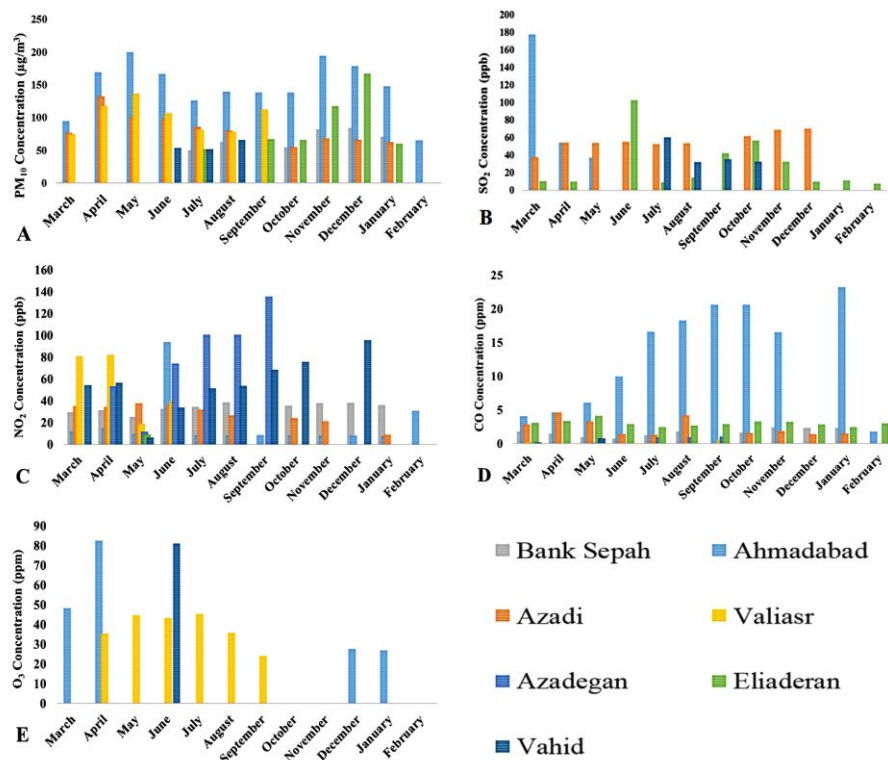 PM10 Concentration (µg/m³)
250
200
150
100
50
0
March
April
May
June
July
August
September
October
November
December
January
February
A
SO2 Concentration (ppb)
200
180
160
140
120
100
80
60
40
20
0
March
April
May
June
July
August
September
October
November
December
January
February
B
NO2 Concentration (ppb)
160
140
120
100
80
60
40
20
0
March
April
May
June
July
August
September
October
November
December
January
February
C
CO Concentration (ppm)
25
20
15
10
5
0
March
April
May
June
July
August
September
October
November
December
January
February
D
O3 Concentration (ppm)
90
80
70
60
50
40
30
20
10
0
March
April
May
June
July
August
September
October
November
December
January
February
E
Bank Sepah
Ahmadabad
Azadi
Valiasr
Azadegan
Eliaderan
Vahid